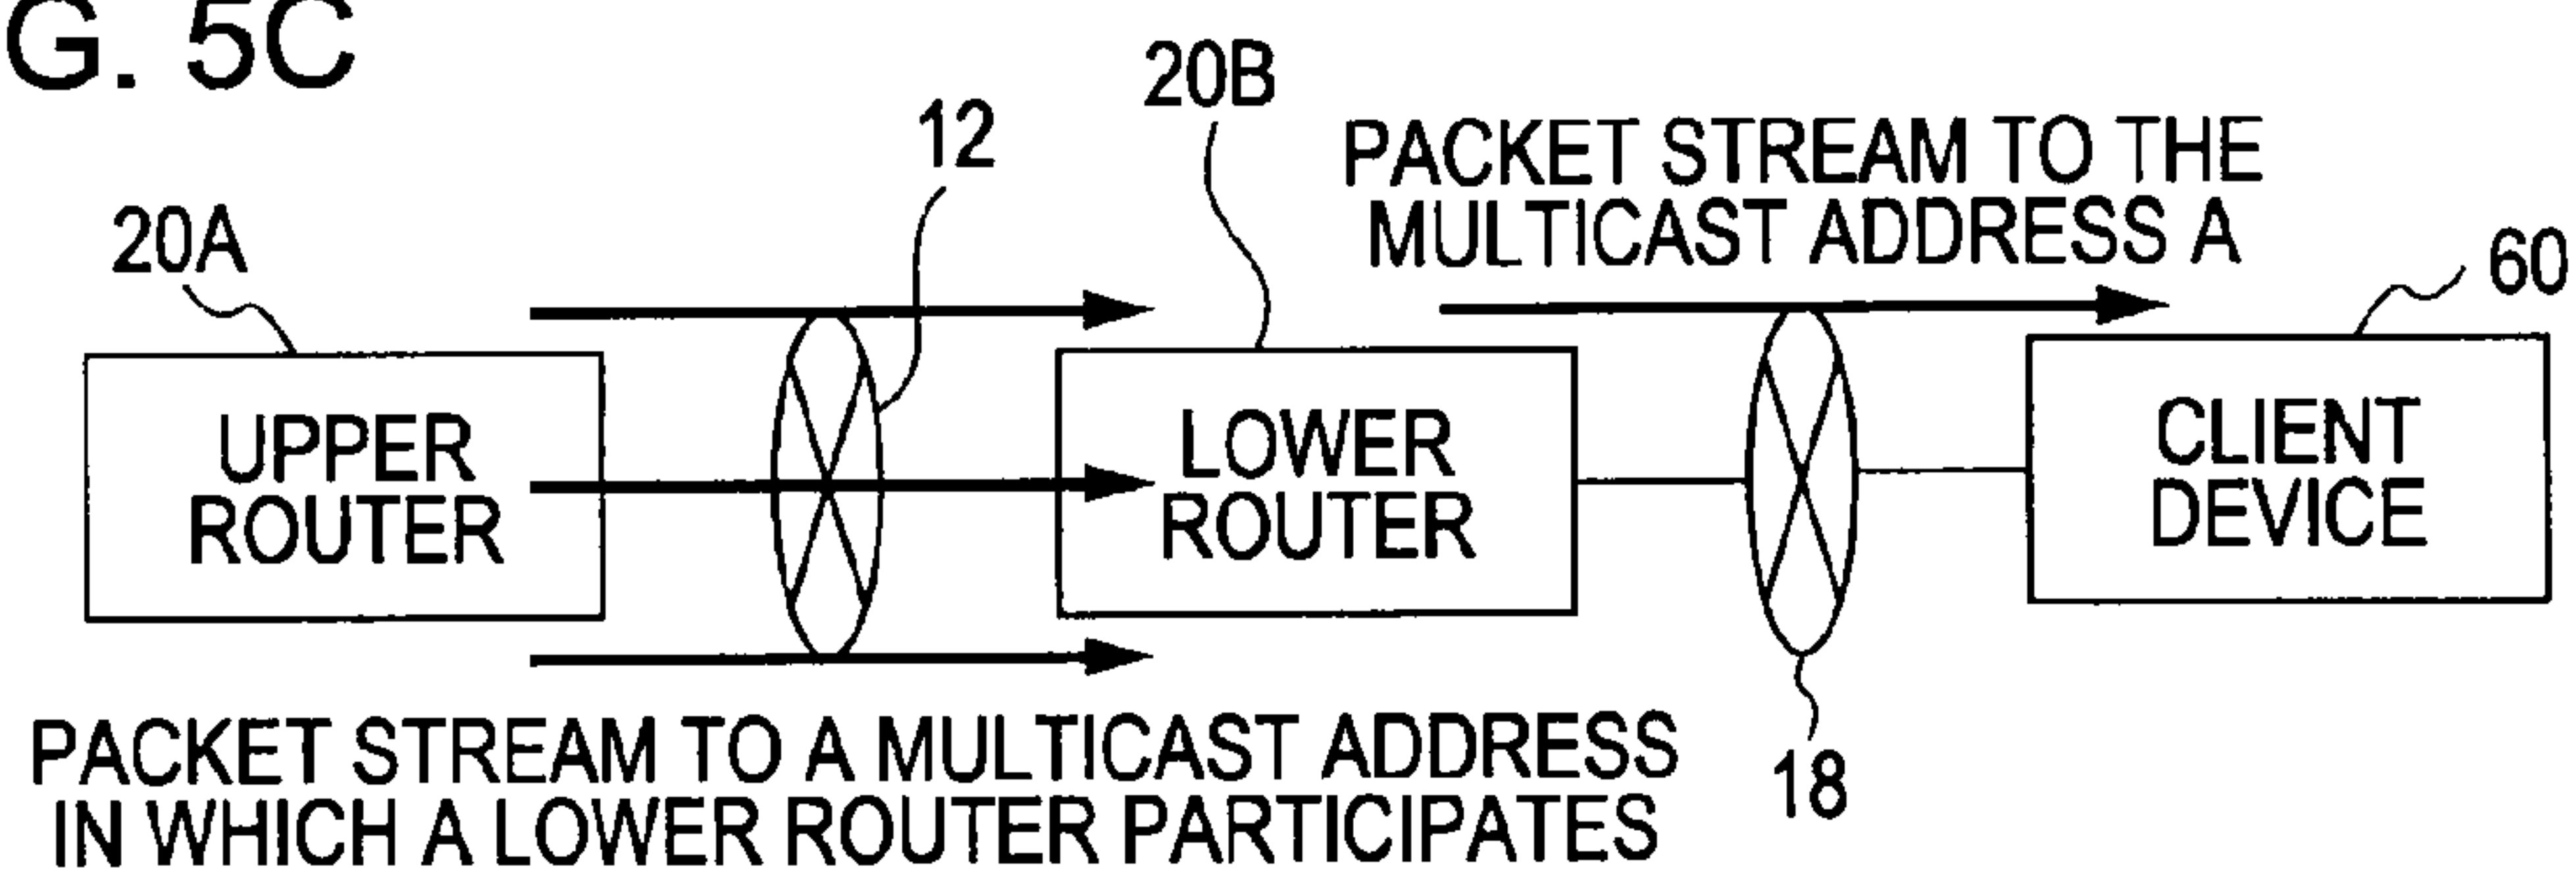 G. 5C
20B
12
PACKET STREAM TO THE
MULTICAST ADDRESS A
20A
60
UPPER
ROUTER
LOWER
ROUTER
CLIENT
DEVICE
PACKET STREAM TO A MULTICAST ADDRESS
IN WHICH A LOWER ROUTER PARTICIPATES
18